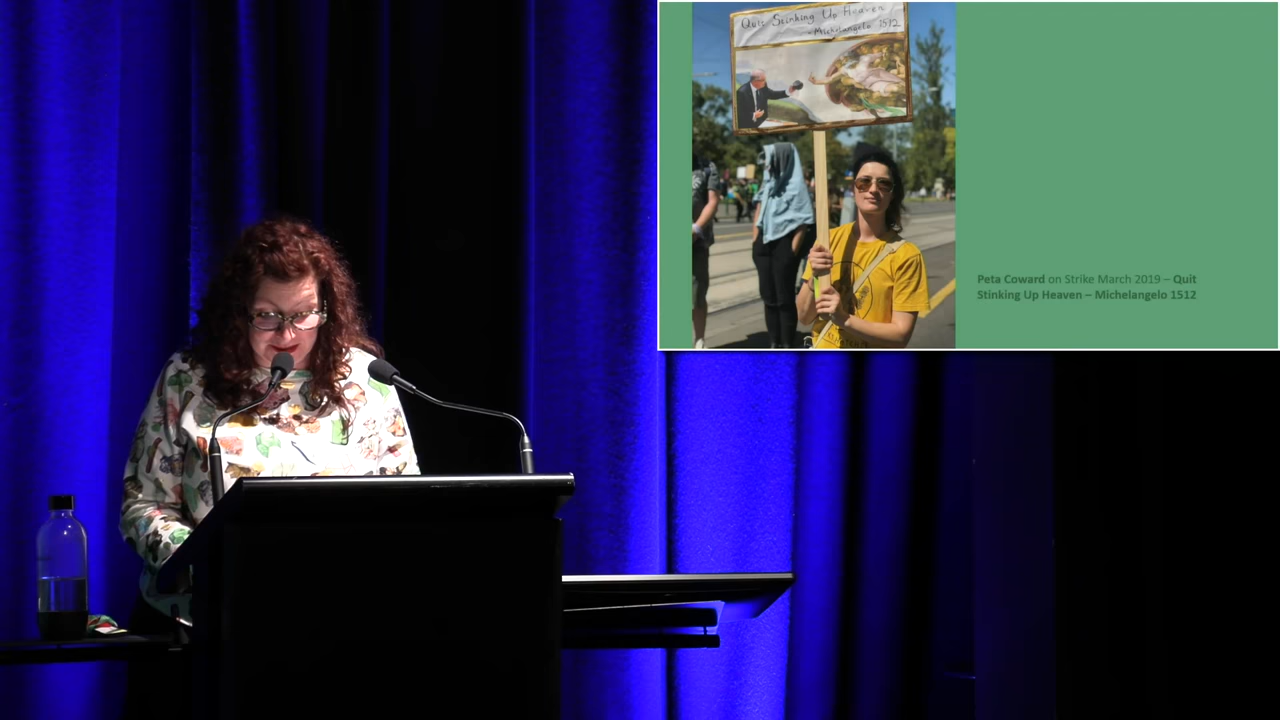 Quit Stinking Up Heaven
- Michelangelo 1512
Peta Coward on Strike March 2019 – Quit
Stinking Up Heaven – Michelangelo 1512